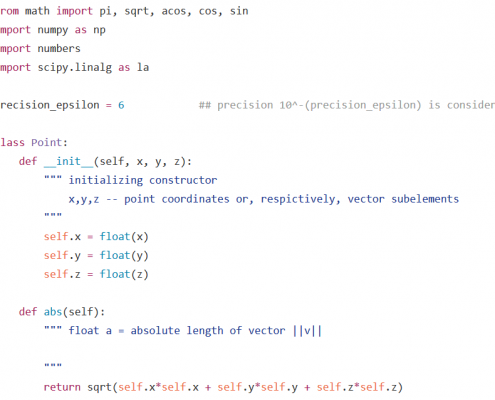 rom math import pi, sqrt, acos, cos, sin
mport numpy as np
mport numbers
mport scipy.linalg as la
recision_epsilon = 6 ## precision 10^-(precision_epsilon) is consider
lass Point:
def __init__(self, x, y, z):
""" initializing constructor
x,y,z -- point coordinates or, respictively, vector subelements
"""
self.x = float(x)
self.y = float(y)
self.z = float(z)
def abs(self):
""" float a = absolute length of vector ||v||
"""
return sqrt(self.x*self.x + self.y*self.y + self.z*self.z)